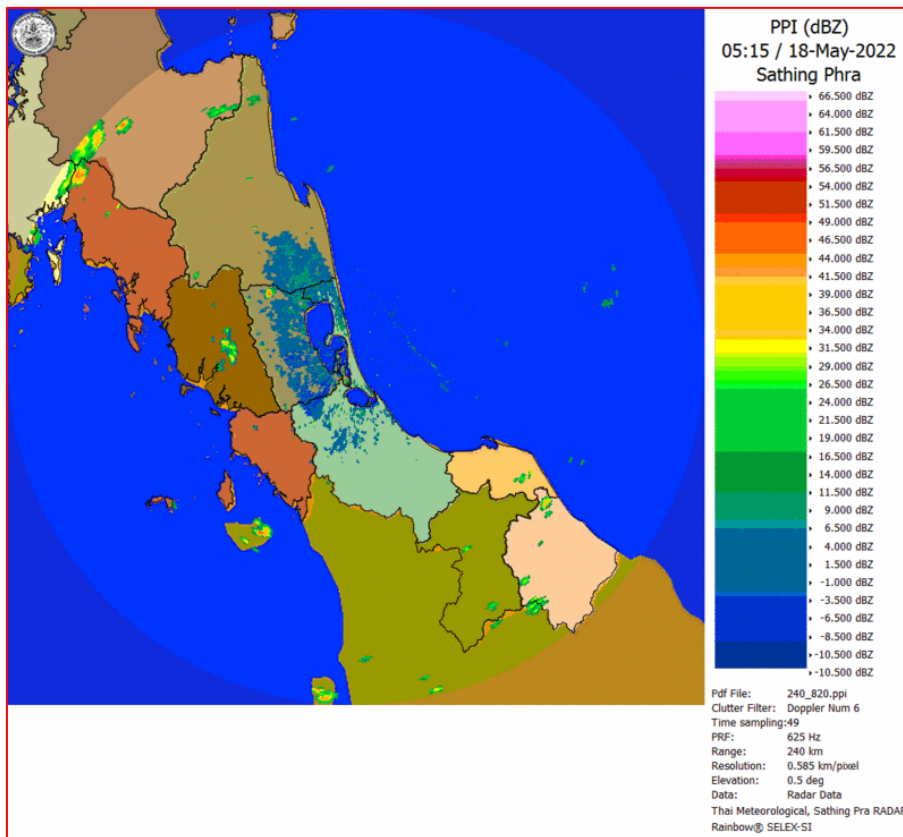 PPI (dBZ)
05:15 / 18-May-2022
Sathing Phra
66.500 dBZ
64.000 dBZ
61.500 dBZ
59.500 dBZ
56.500 dBZ
54.000 dBZ
51.500 dBZ
49.000 dBZ
46.500 dBZ
44.000 dBZ
41.500 dBZ
39.000 dBZ
36.500 dBZ
34.000 dBZ
31.500 dBZ
29.000 dBZ
26.500 dBZ
24.000 dBZ
21.500 dBZ
19.000 dBZ
16.500 dBZ
14.000 dBZ
11.500 dBZ
9.000 dBZ
6.500 dBZ
4.000 dBZ
1.500 dBZ
-1.000 dBZ
-3.500 dBZ
-6.500 dBZ
-8.500 dBZ
-10.500 dBZ
-10.500 dBZ
Pdf File: 240_820.ppi
Clutter Filter: Doppler Num 6
Time sampling:49
PRF: 625 Hz
Range: 240 km
Resolution: 0.585 km/pixel
Elevation: 0.5 deg
Data: Radar Data
Thai Meteorological, Sathing Pra RADAR
Rainbow® SELEX-SI